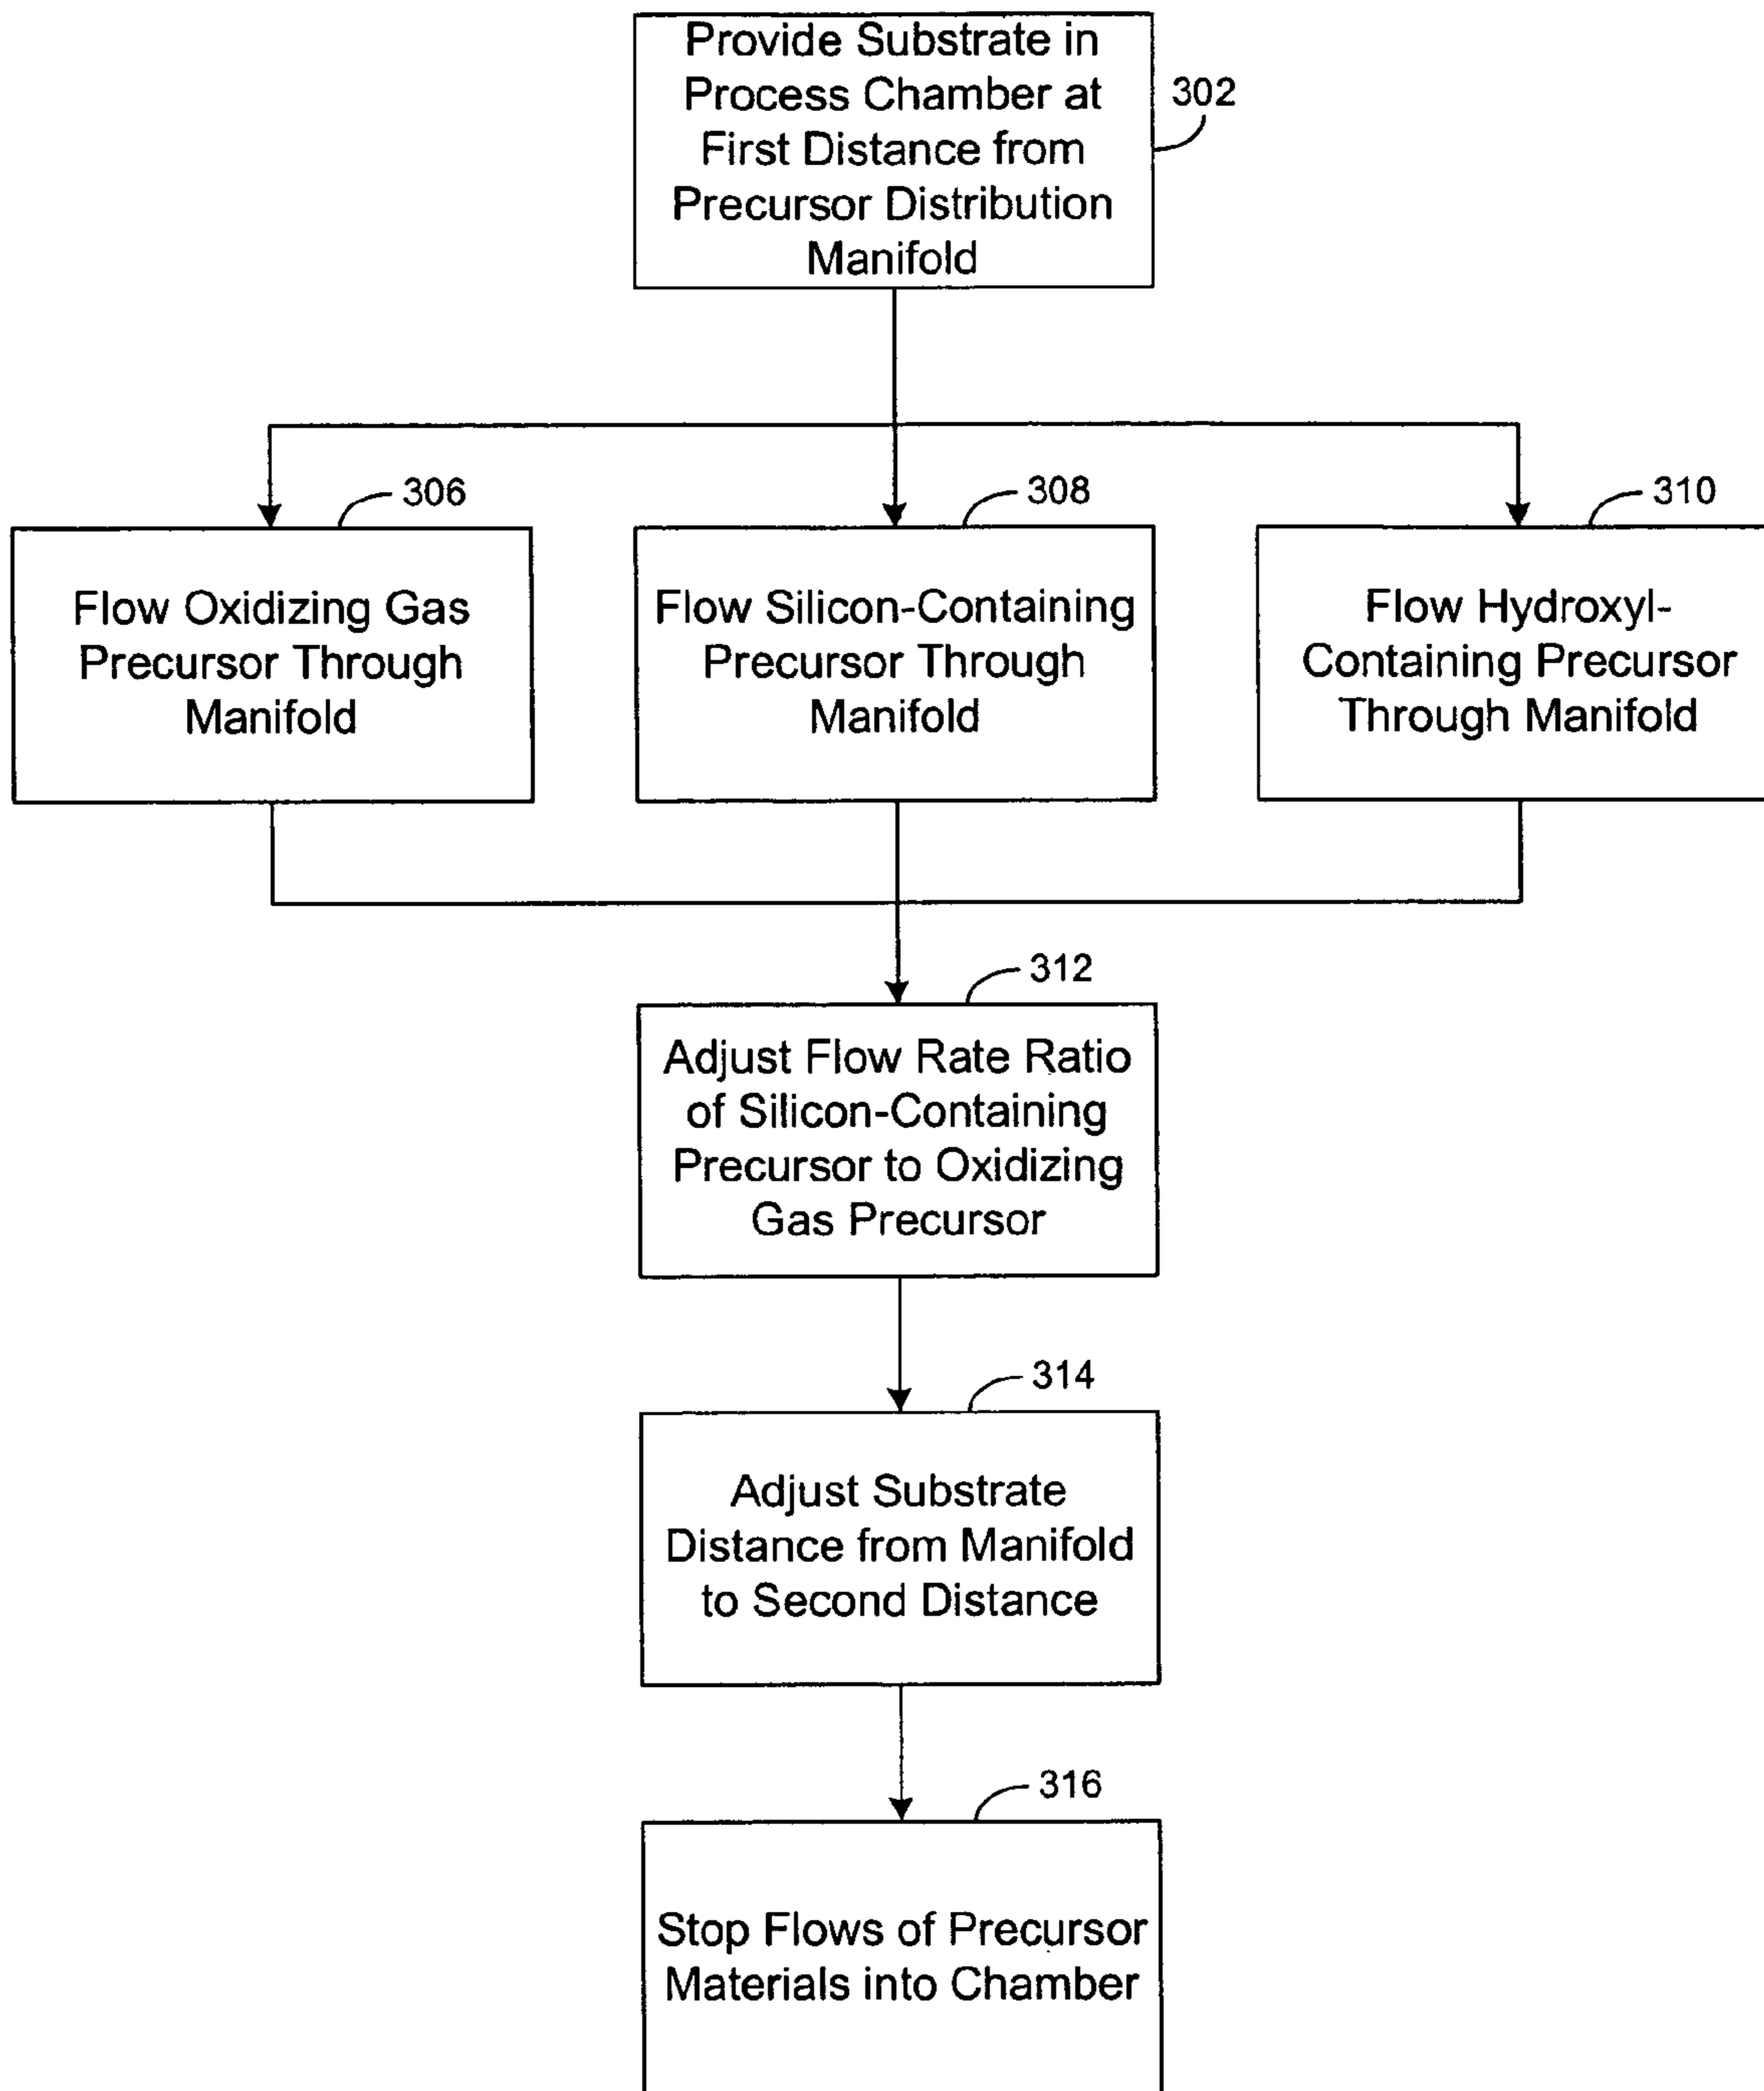 Provide Substrate in
Process Chamber at
First Distance from
Precursor Distribution
Manifold
302
306
308
310
Flow Oxidizing Gas
Precursor Through
Manifold
Flow Silicon-Containing
Precursor Through
Manifold
Flow Hydroxyl-
Containing Precursor
Through Manifold
312
Adjust Flow Rate Ratio
of Silicon-Containing
Precursor to Oxidizing
Gas Precursor
314
Adjust Substrate
Distance from Manifold
to Second Distance
316
Stop Flows of Precursor
Materials into Chamber